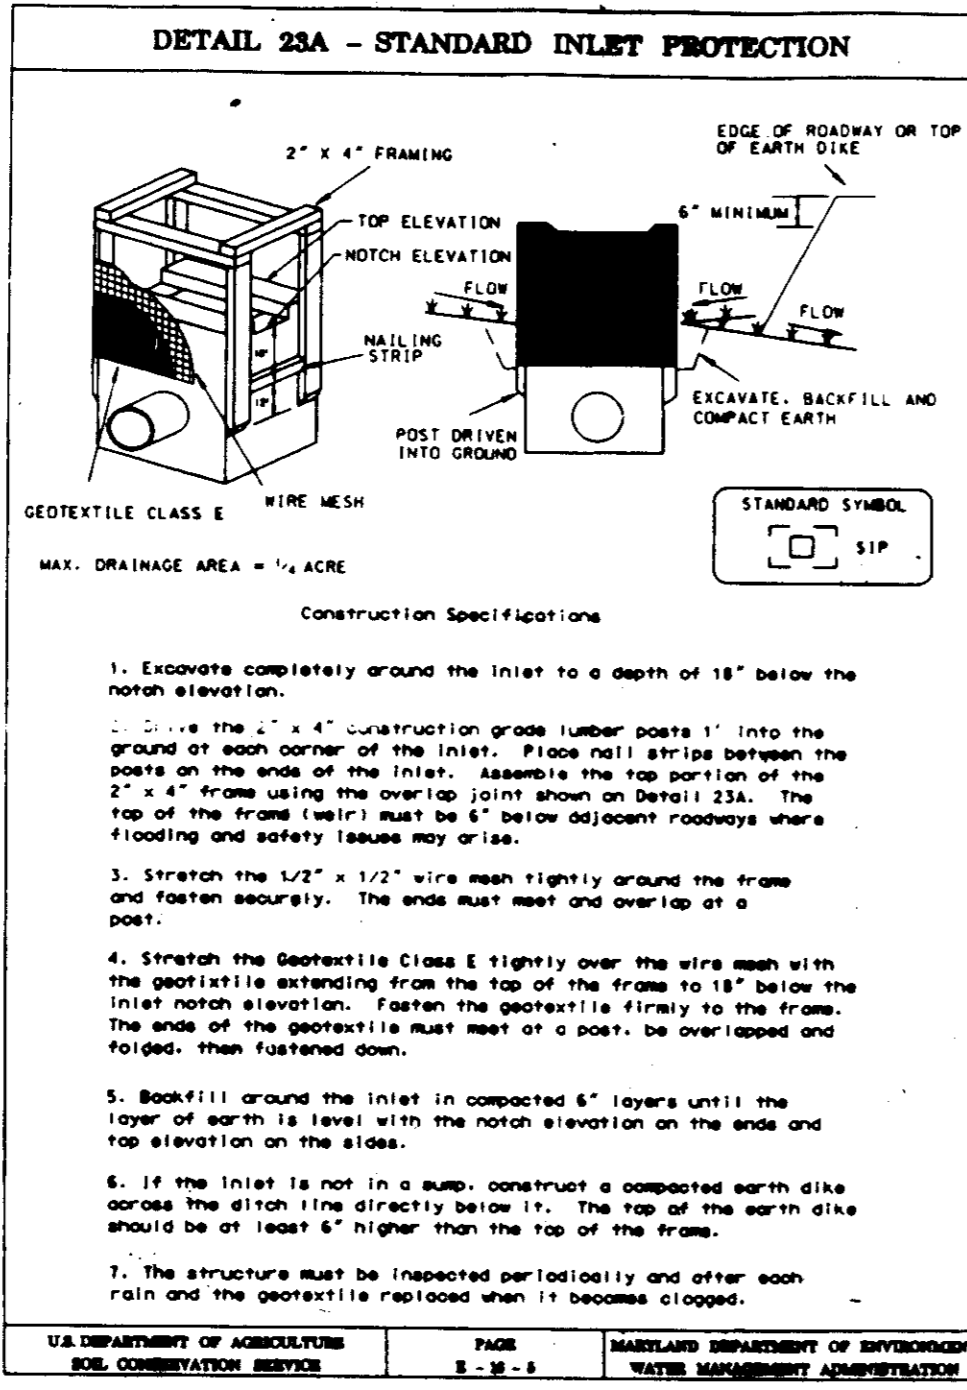 DETAIL 23A - STANDARD INLET PROTECTION
2" X 4" FRAMING
EDGE OF ROADWAY OR TOP
OF EARTH DIKE
6" MINIMUM
TOP ELEVATION
NOTCH ELEVATION
FLOW
FLOW
FLOW
NAILING
STRIP
18"
12"
EXCAVATE, BACKFILL AND
COMPACT EARTH
POST DRIVEN
INTO GROUND
WIRE MESH
GEOTEXTILE CLASS E
STANDARD SYMBOL
SIP
MAX. DRAINAGE AREA = 1/4 ACRE
Construction Specifications
1. Excavate completely around the inlet to a depth of 18" below the
notch elevation.
2. Drive the 2" x 4" construction grade lumber posts 1' into the
ground at each corner of the inlet. Place nail strips between the
posts on the ends of the inlet. Assemble the top portion of the
2" x 4" frame using the overlap joint shown on Detail 23A. The
top of the frame (weir) must be 6" below adjacent roadways where
flooding and safety issues may arise.
3. Stretch the 1/2" x 1/2" wire mesh tightly around the frame
and fasten securely. The ends must meet and overlap at a
post.
4. Stretch the Geotextile Class E tightly over the wire mesh with
the geotixtile extending from the top of the frame to 18" below the
inlet notch elevation. Fasten the geotextile firmly to the frame.
The ends of the geotextile must meet at a post, be overlapped and
folded, then fastened down.
5. Backfill around the inlet in compacted 6" layers until the
layer of earth is level with the notch elevation on the ends and
top elevation on the sides.
6. If the inlet is not in a sump, construct a compacted earth dike
across the ditch line directly below it. The top of the earth dike
should be at least 6" higher than the top of the frame.
7. The structure must be inspected periodically and after each
rain and the geotextile replaced when it becomes clogged.
U.S. DEPARTMENT OF AGRICULTURE
SOIL CONSERVATION SERVICE
PAGE
MARYLAND DEPARTMENT OF ENVIRONMEN
WATER MANAGEMENT ADMINISTRATION